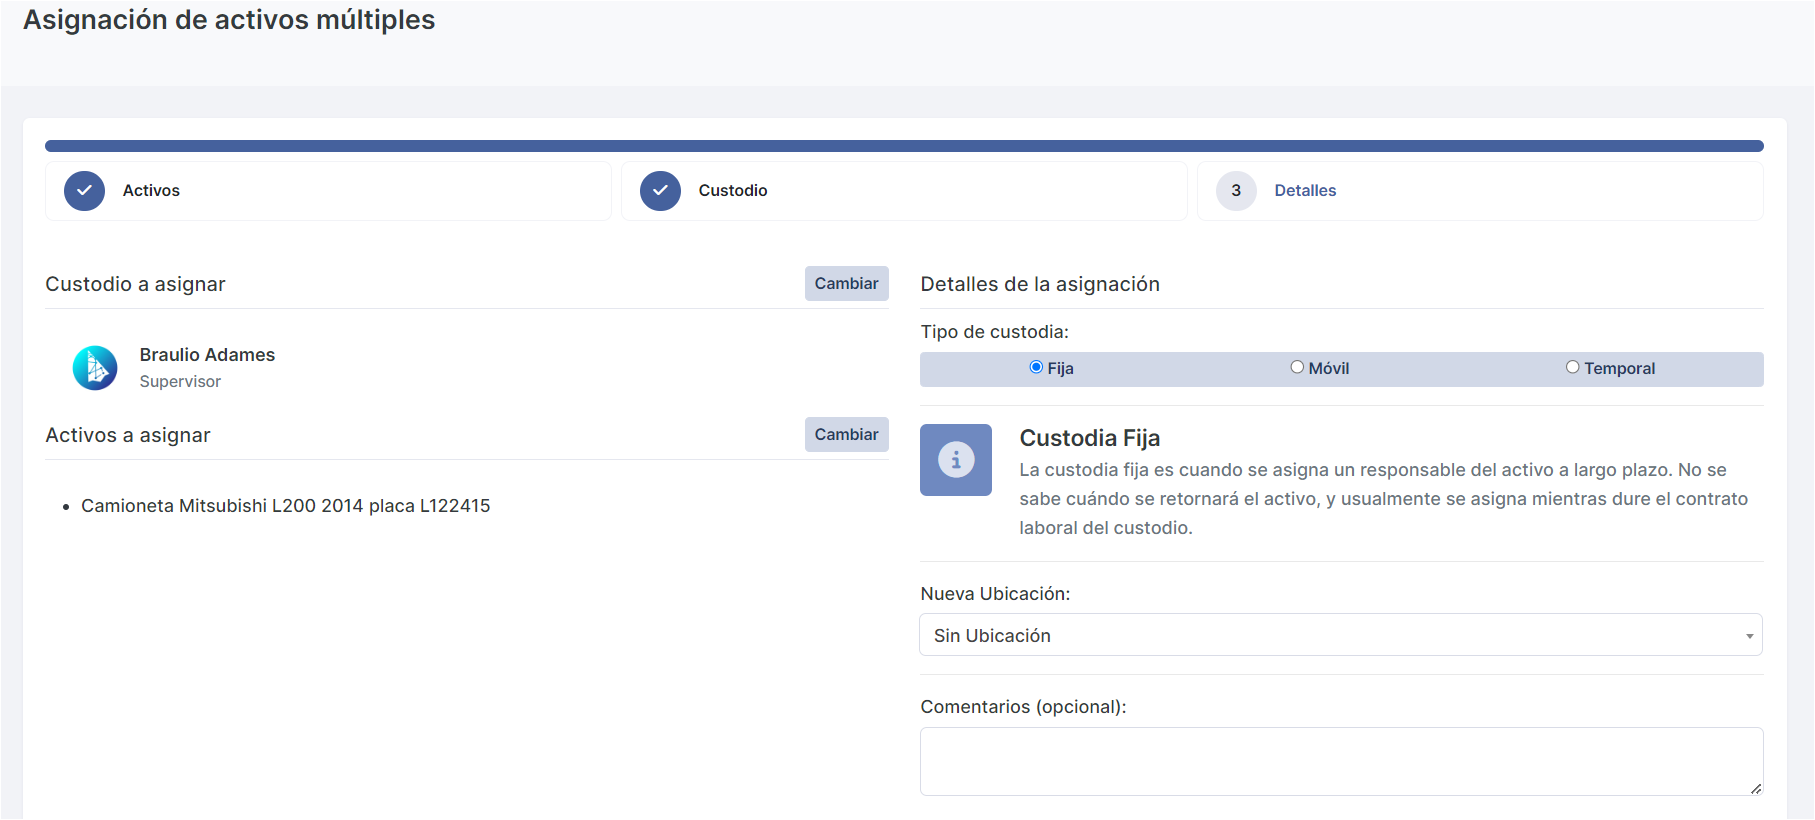 Asignación de activos múltiples
Activos
Custodio
3 Detalles
Custodio a asignar
Cambiar
Braulio Adames
Supervisor
Activos a asignar
Cambiar
Camioneta Mitsubishi L200 2014 placa L122415
Detalles de la asignación
Tipo de custodia:
Fija Móvil Temporal
Custodia Fija
La custodia fija es cuando se asigna un responsable del activo a largo plazo. No se
sabe cuándo se retornará el activo, y usualmente se asigna mientras dure el contrato
laboral del custodio.
Nueva Ubicación:
Sin Ubicación
Comentarios (opcional):